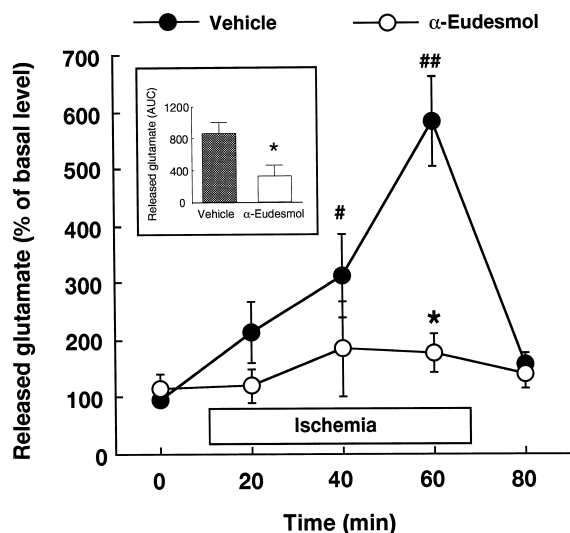 Vehicle
α-Eudesmol
Released glutamate (% of basal level)
700
600
500
400
300
200
100
0
Released glutamate (AUC)
1200
800
400
0
*
Vehicle
α-Eudesmol
#
##
*
Ischemia
0
20
40
60
80
Time (min)